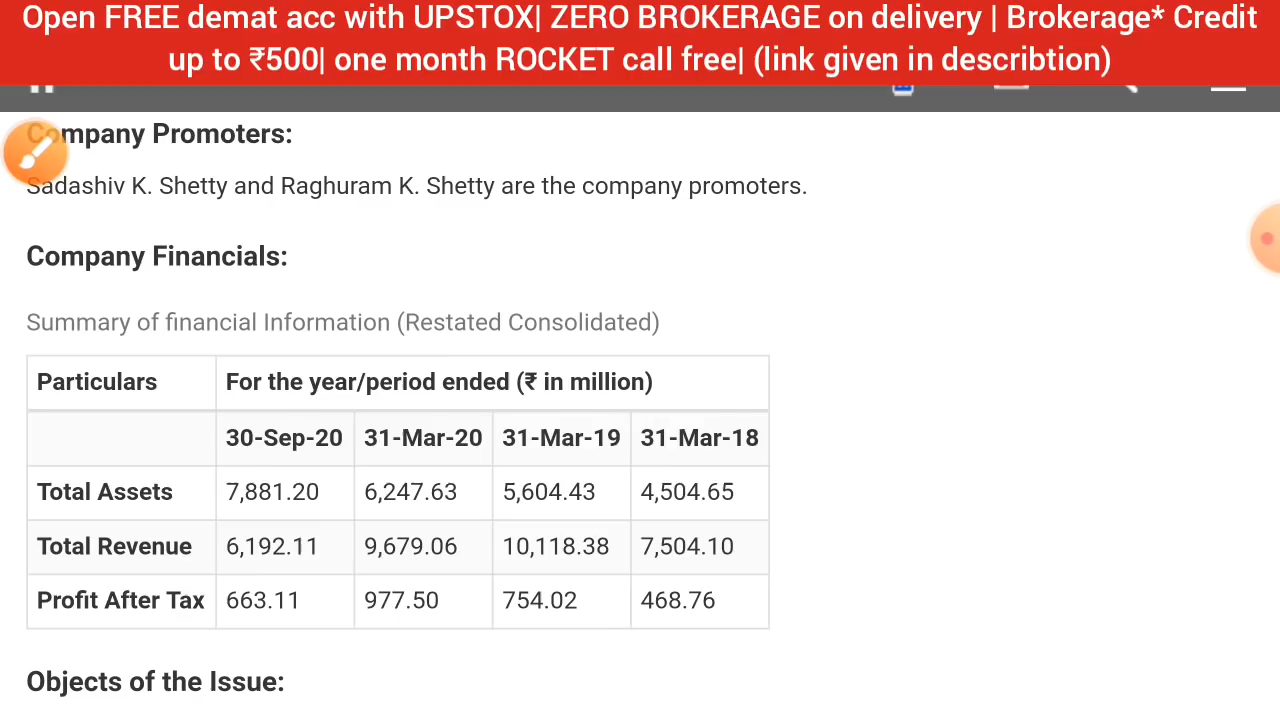 Open FREE demat acc with UPSTOX| ZERO BROKERAGE on delivery | Brokerage* Credit
up to ₹500| one month ROCKET call free| (link given in describtion)
Company Promoters:
Sadashiv K. Shetty and Raghuram K. Shetty are the company promoters.
Company Financials:
Summary of financial Information (Restated Consolidated)
Particulars For the year/period ended (₹ in million)
30-Sep-20 31-Mar-20 31-Mar-19 31-Mar-18
Total Assets 7,881.20 6,247.63 5,604.43 4,504.65
Total Revenue 6,192.11 9,679.06 10,118.38 7,504.10
Profit After Tax 663.11 977.50 754.02 468.76
Objects of the Issue: